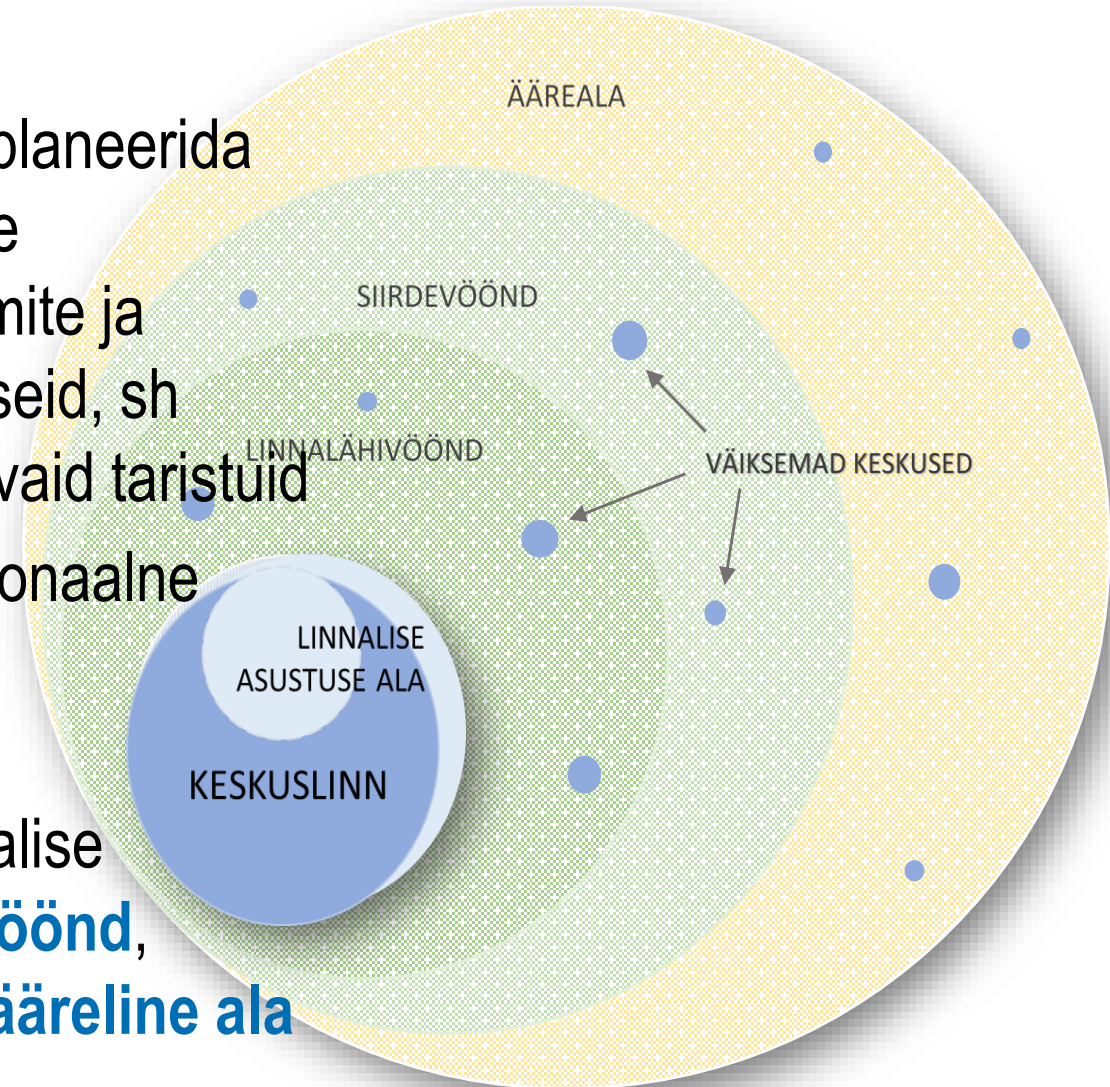 planeerida
e
mite ja
seid, sh
vaid taristuid
onaalne
alise
öönd,
ääreline ala
ÄÄREALA
SIIRDEVÖÖND
LINNALÄHIVÖÖND
VÄIKSEMAD KESKUSED
LINNALISE
ASUSTUSE ALA
KESKUSLINN